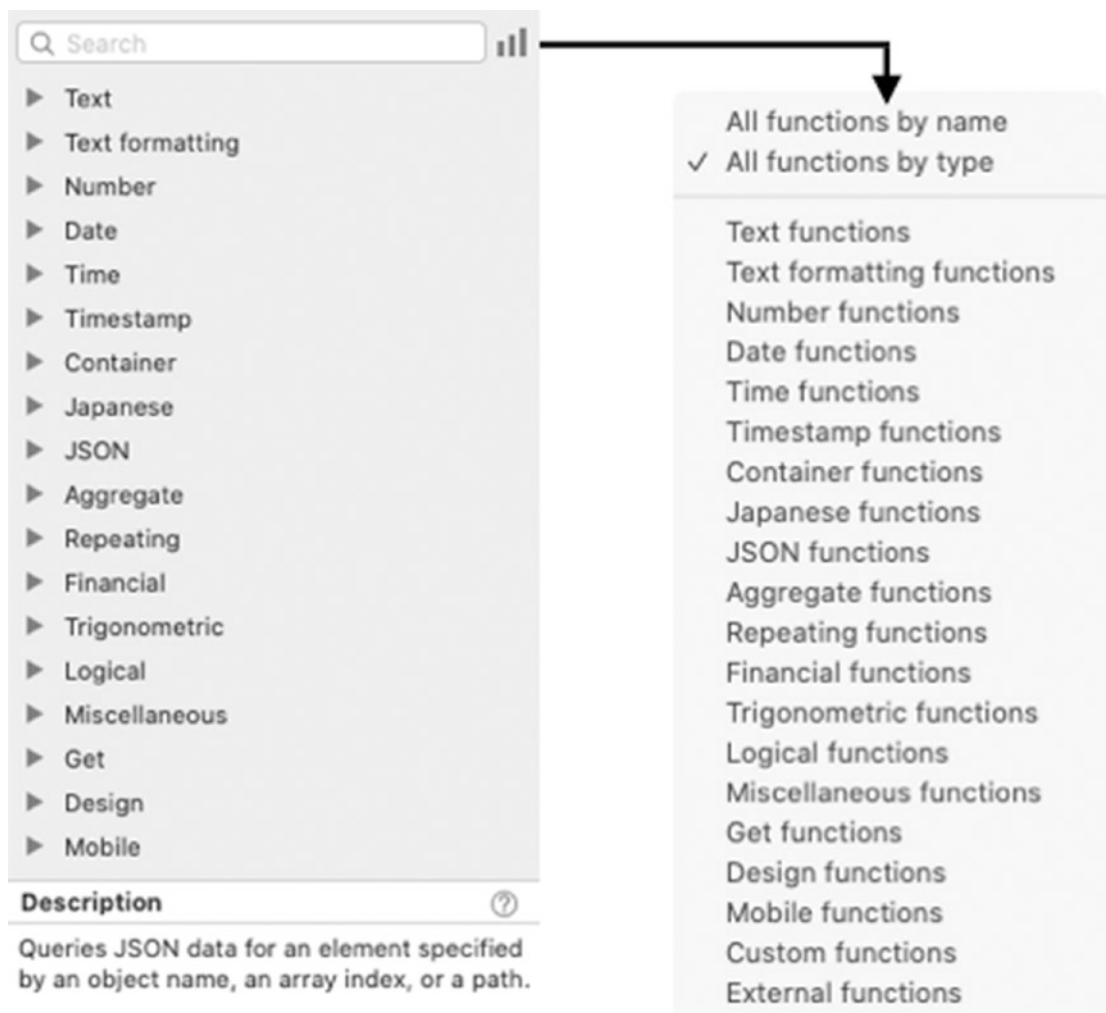 Search
Text
Text formatting
Number
Date
Time
Timestamp
Container
Japanese
JSON
Aggregate
Repeating
Financial
Trigonometric
Logical
Miscellaneous
Get
Design
Mobile
Description
Queries JSON data for an element specified
by an object name, an array index, or a path.
All functions by name
✓ All functions by type
Text functions
Text formatting functions
Number functions
Date functions
Time functions
Timestamp functions
Container functions
Japanese functions
JSON functions
Aggregate functions
Repeating functions
Financial functions
Trigonometric functions
Logical functions
Miscellaneous functions
Get functions
Design functions
Mobile functions
Custom functions
External functions